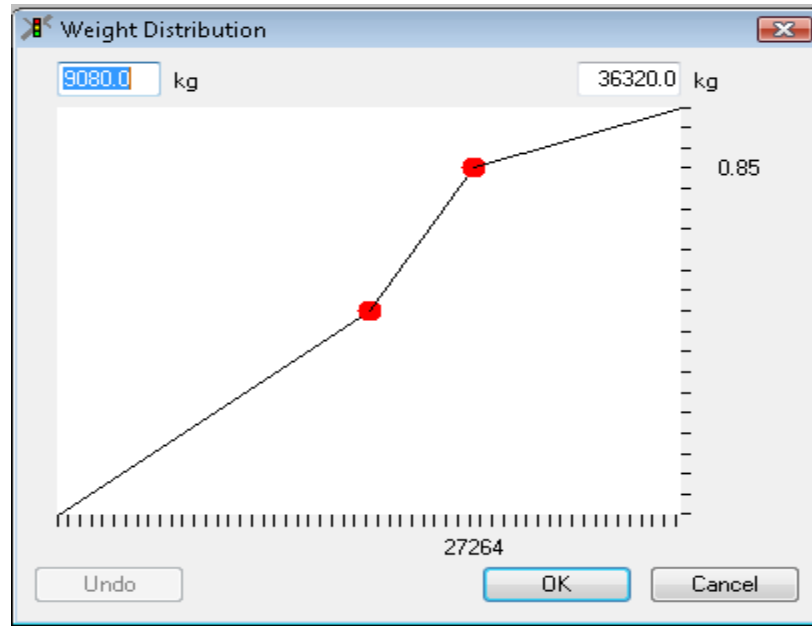 Weight Distribution
9080.0 kg 36320.0 kg
0.85
27264
Undo OK Cancel